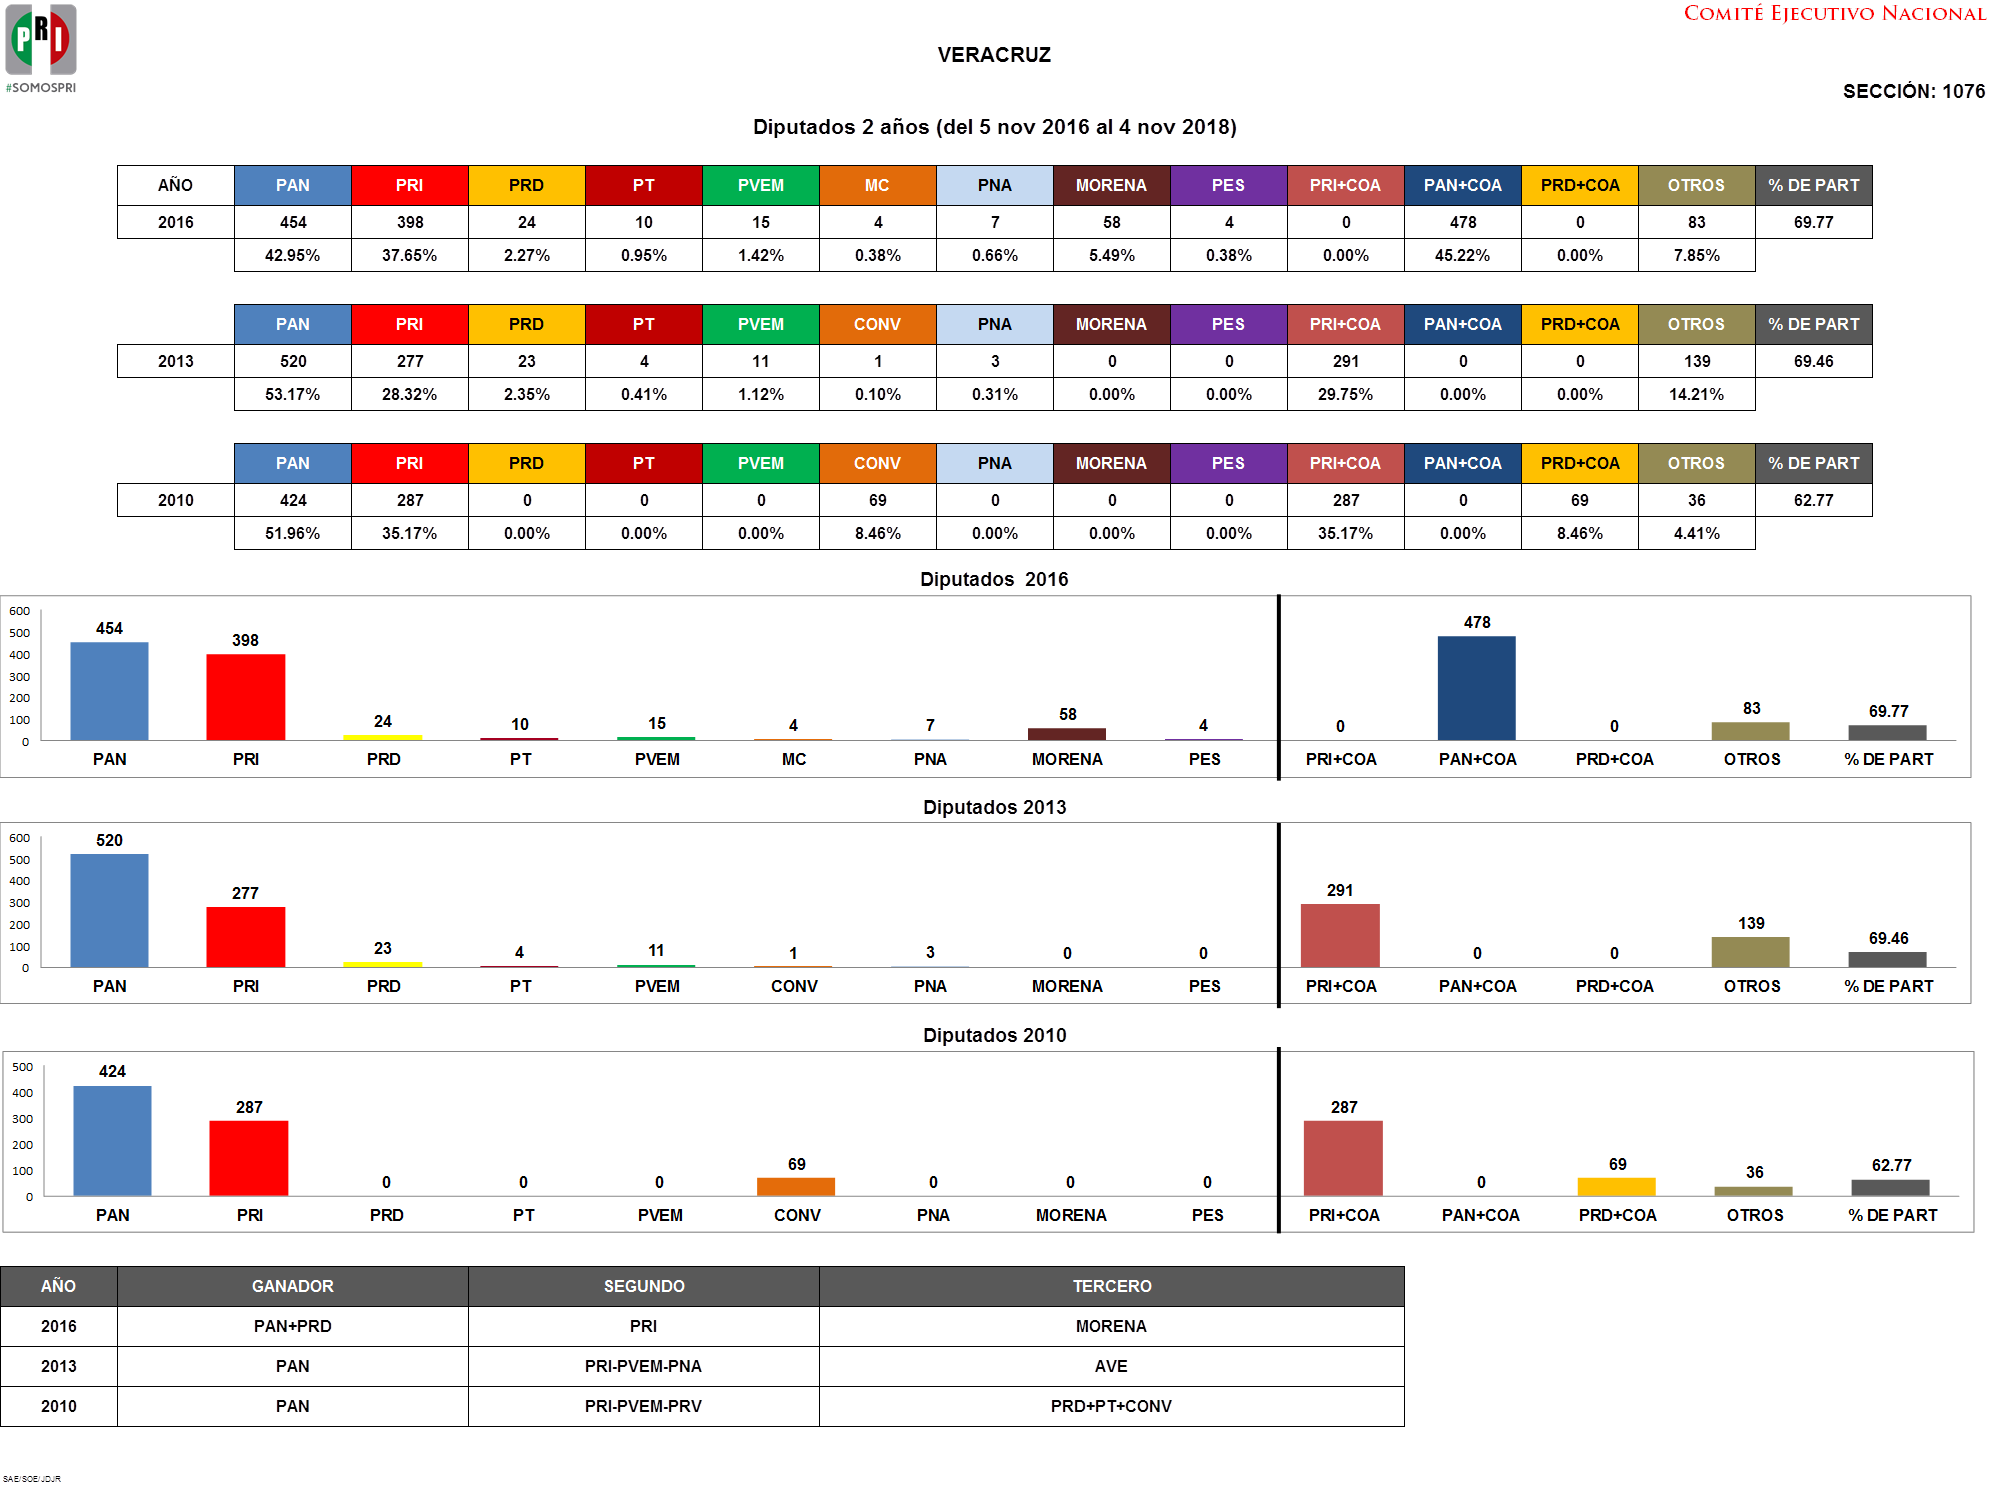 PRI
#SOMOSPRI
COMITÉ EJECUTIVO NACIONAL
VERACRUZ
SECCIÓN: 1076
Diputados 2 años (del 5 nov 2016 al 4 nov 2018)
AÑO PAN PRI PRD PT PVEM MC PNA MORENA PES PRI+COA PAN+COA PRD+COA OTROS % DE PART
2016 454 398 24 10 15 4 7 58 4 0 478 0 83 69.77
42.95% 37.65% 2.27% 0.95% 1.42% 0.38% 0.66% 5.49% 0.38% 0.00% 45.22% 0.00% 7.85%
PAN PRI PRD PT PVEM CONV PNA MORENA PES PRI+COA PAN+COA PRD+COA OTROS % DE PART
2013 520 277 23 4 11 1 3 0 0 291 0 0 139 69.46
53.17% 28.32% 2.35% 0.41% 1.12% 0.10% 0.31% 0.00% 0.00% 29.75% 0.00% 0.00% 14.21%
PAN PRI PRD PT PVEM CONV PNA MORENA PES PRI+COA PAN+COA PRD+COA OTROS % DE PART
2010 424 287 0 0 0 69 0 0 0 287 0 69 36 62.77
51.96% 35.17% 0.00% 0.00% 0.00% 8.46% 0.00% 0.00% 0.00% 35.17% 0.00% 8.46% 4.41%
Diputados 2016
600
500
400
300
200
100
0
454 398 24 10 15 4 7 58 4 0 478 0 83 69.77
PAN PRI PRD PT PVEM MC PNA MORENA PES PRI+COA PAN+COA PRD+COA OTROS % DE PART
Diputados 2013
600
500
400
300
200
100
0
520 277 23 4 11 1 3 0 0 291 0 0 139 69.46
PAN PRI PRD PT PVEM CONV PNA MORENA PES PRI+COA PAN+COA PRD+COA OTROS % DE PART
Diputados 2010
500
400
300
200
100
0
424 287 0 0 0 69 0 0 0 287 0 69 36 62.77
PAN PRI PRD PT PVEM CONV PNA MORENA PES PRI+COA PAN+COA PRD+COA OTROS % DE PART
AÑO GANADOR SEGUNDO TERCERO
2016 PAN+PRD PRI MORENA
2013 PAN PRI-PVEM-PNA AVE
2010 PAN PRI-PVEM-PRV PRD+PT+CONV
SAE/SOE/JDJR